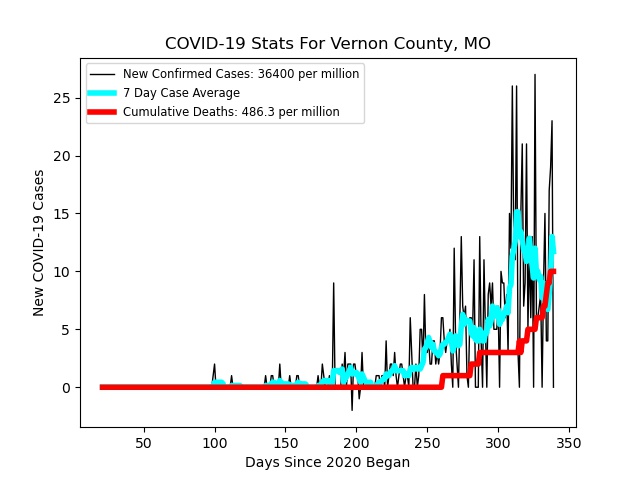 COVID-19 Stats For Vernon County, MO
New Confirmed Cases: 36400 per million
7 Day Case Average
Cumulative Deaths: 486.3 per million
New COVID-19 Cases
25
20
15
10
5
0
50
100
150
200
250
300
350
Days Since 2020 Began